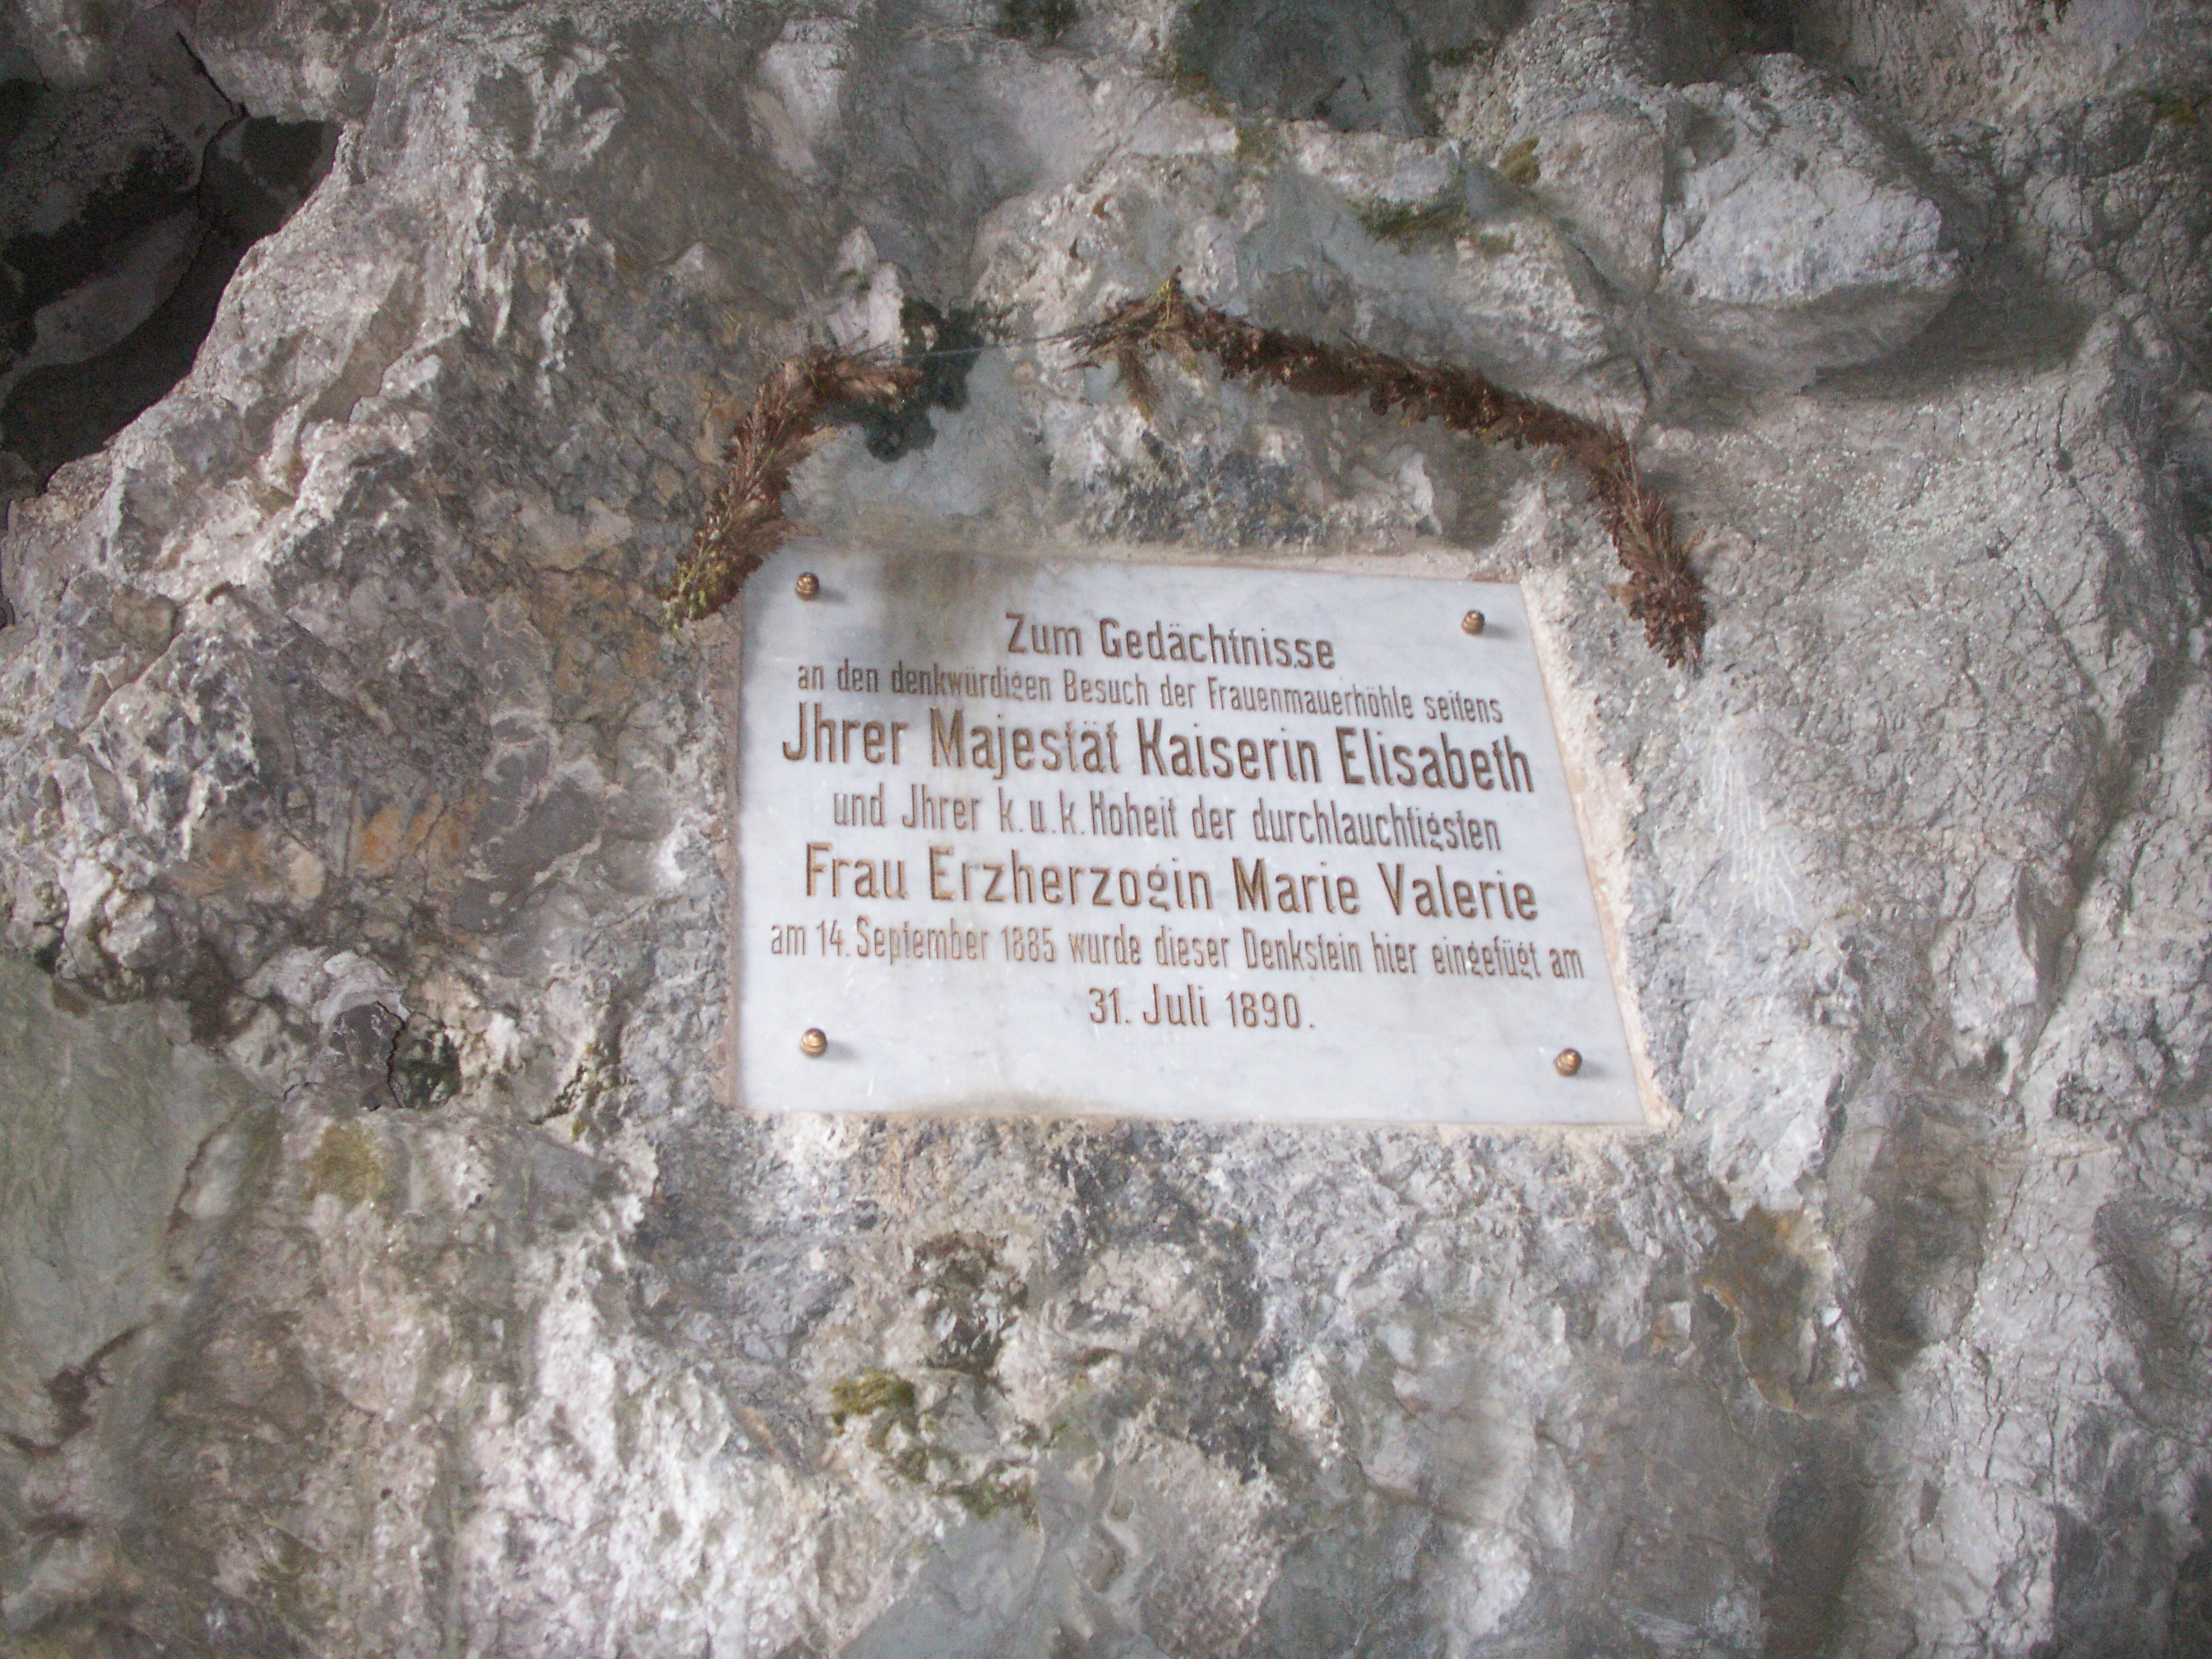 Zum Gedächtnisse
an den denkwürdigen Besuch der Frauenmauerhöhle seitens
Jhrer Majestät Kaiserin Elisabeth
und Jhrer k.u.k. Hoheit der durchlauchtigsten
Frau Erzherzogin Marie Valerie
am 14. September 1885 wurde dieser Denkstein hier eingefügt am
31. Juli 1890.